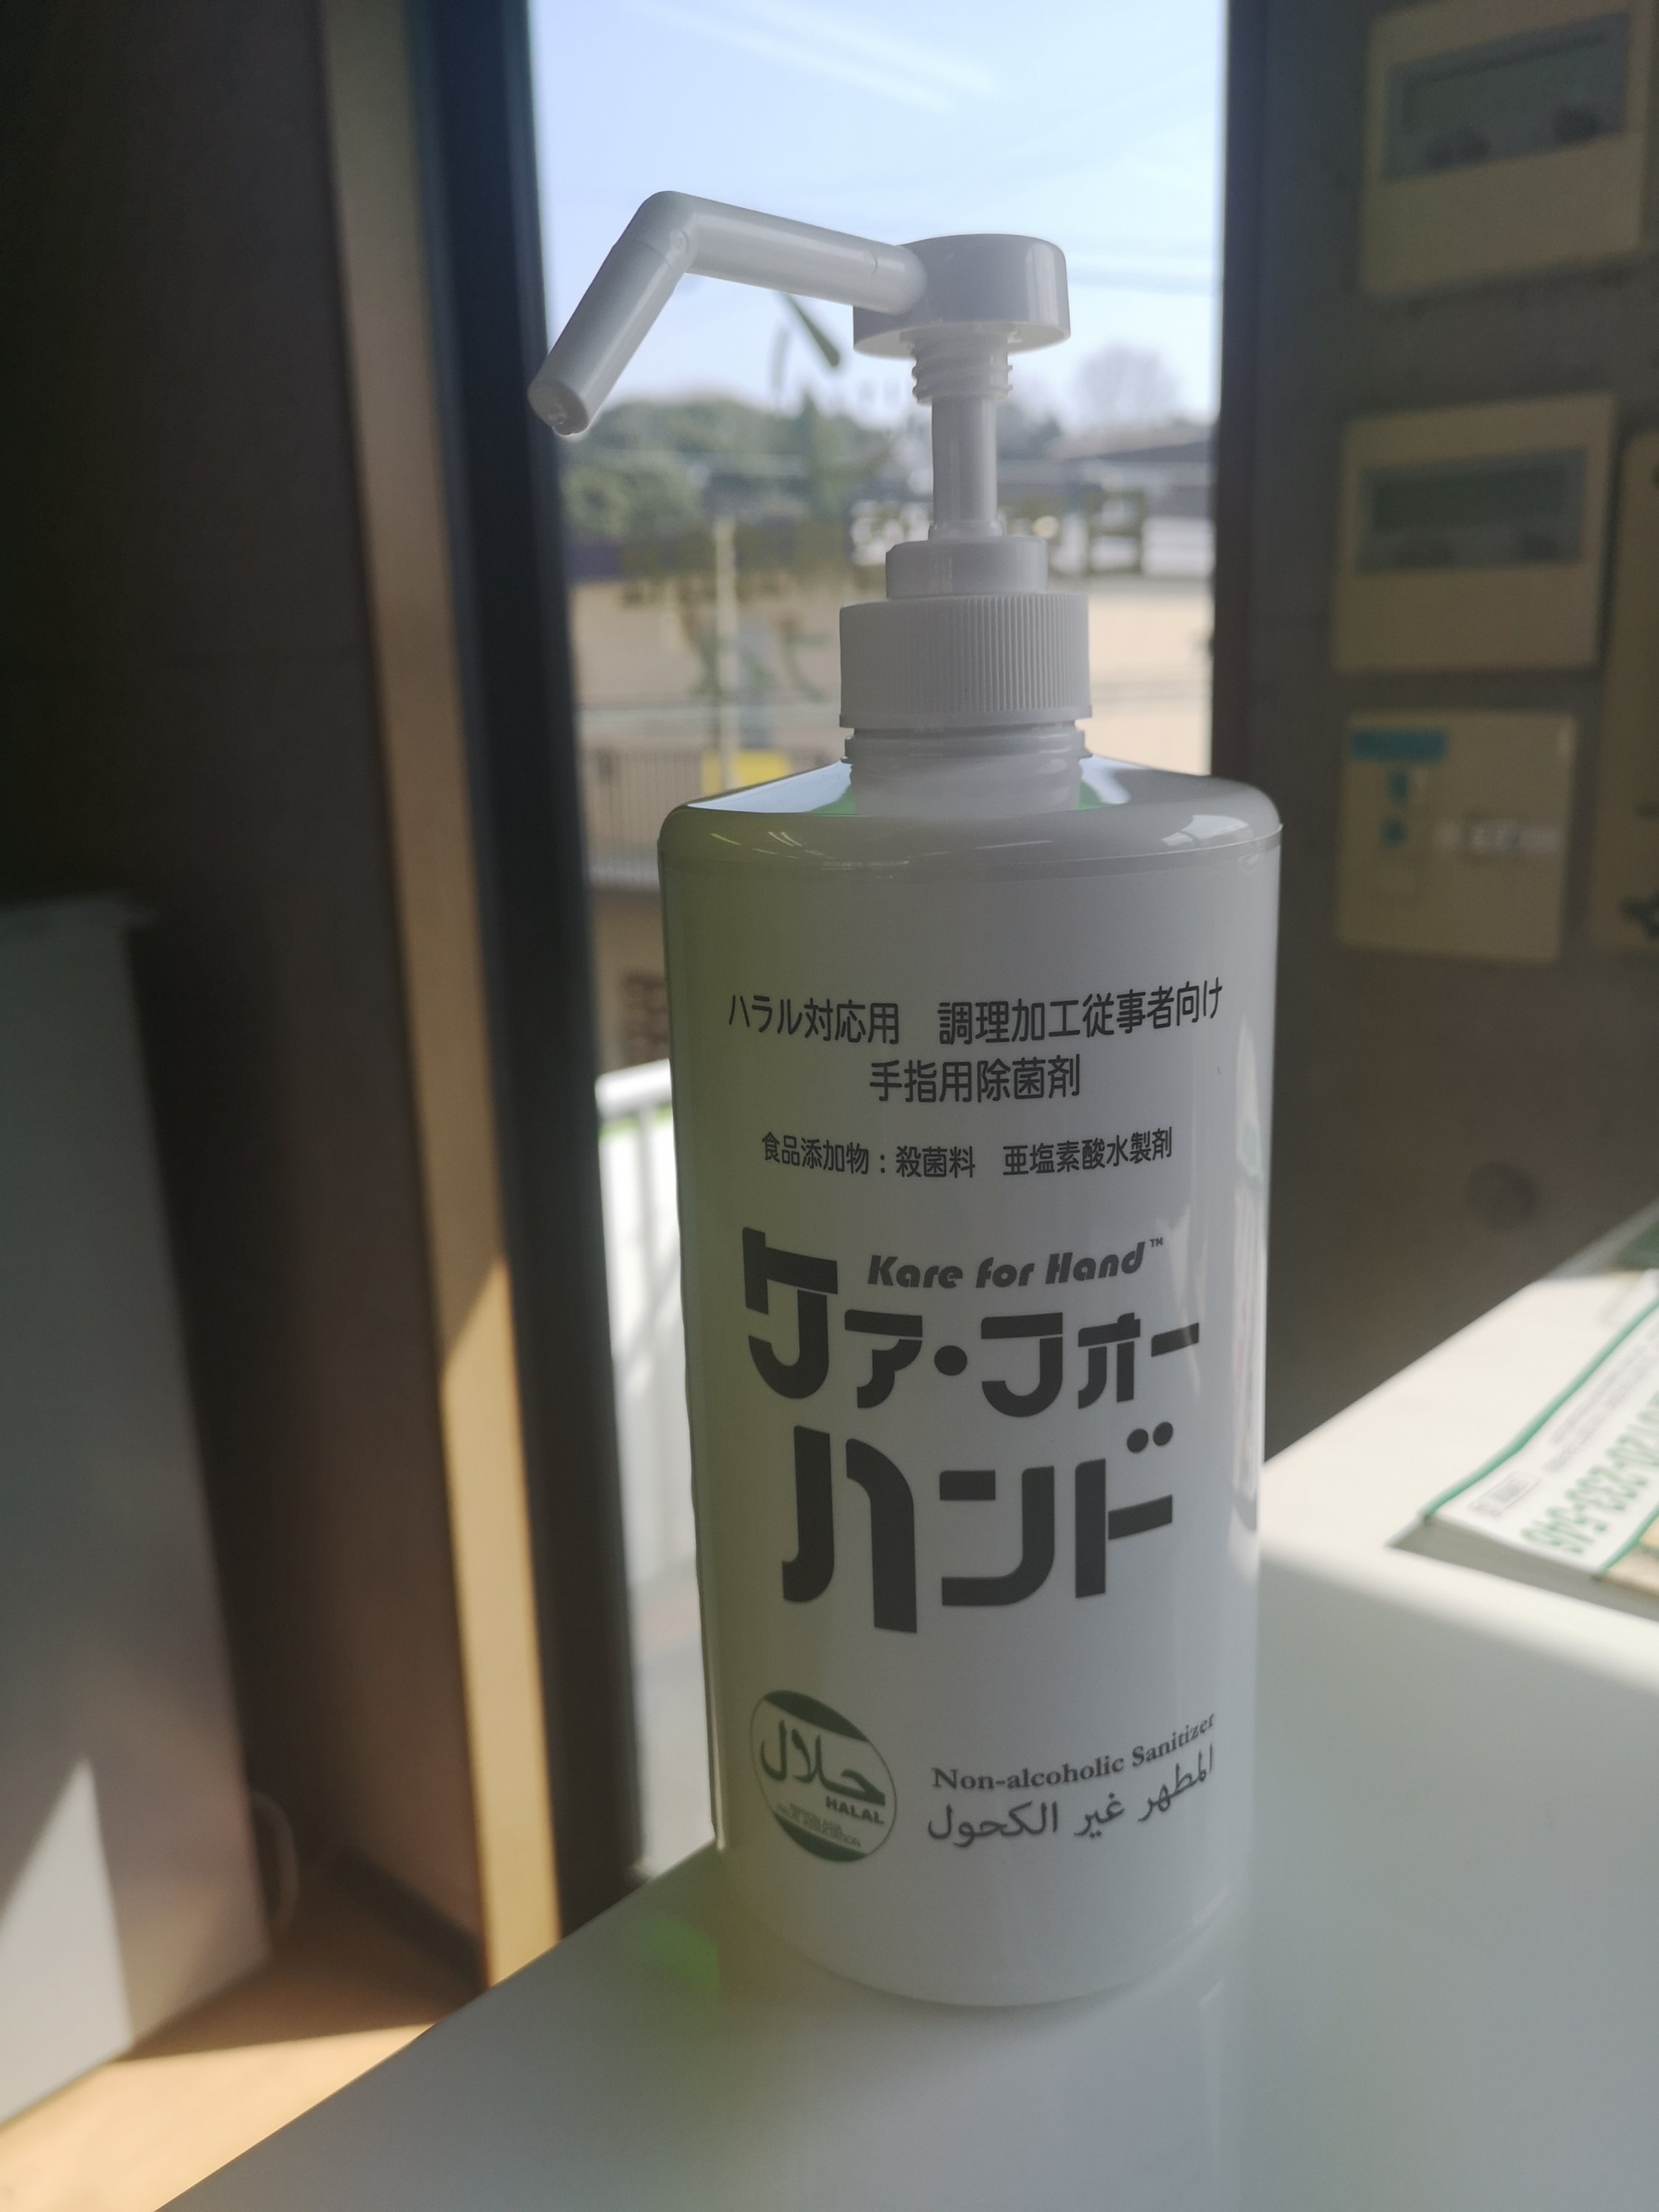 ハラル対応用 調理加工従事者向け
手指用除菌剤
食品添加物：殺菌料 亜塩素酸水製剤
Kare for Hand™
ケア・フォー
ハンド
حلال
HALAL
Non-alcoholic Sanitizer
المطهر غير الكحول